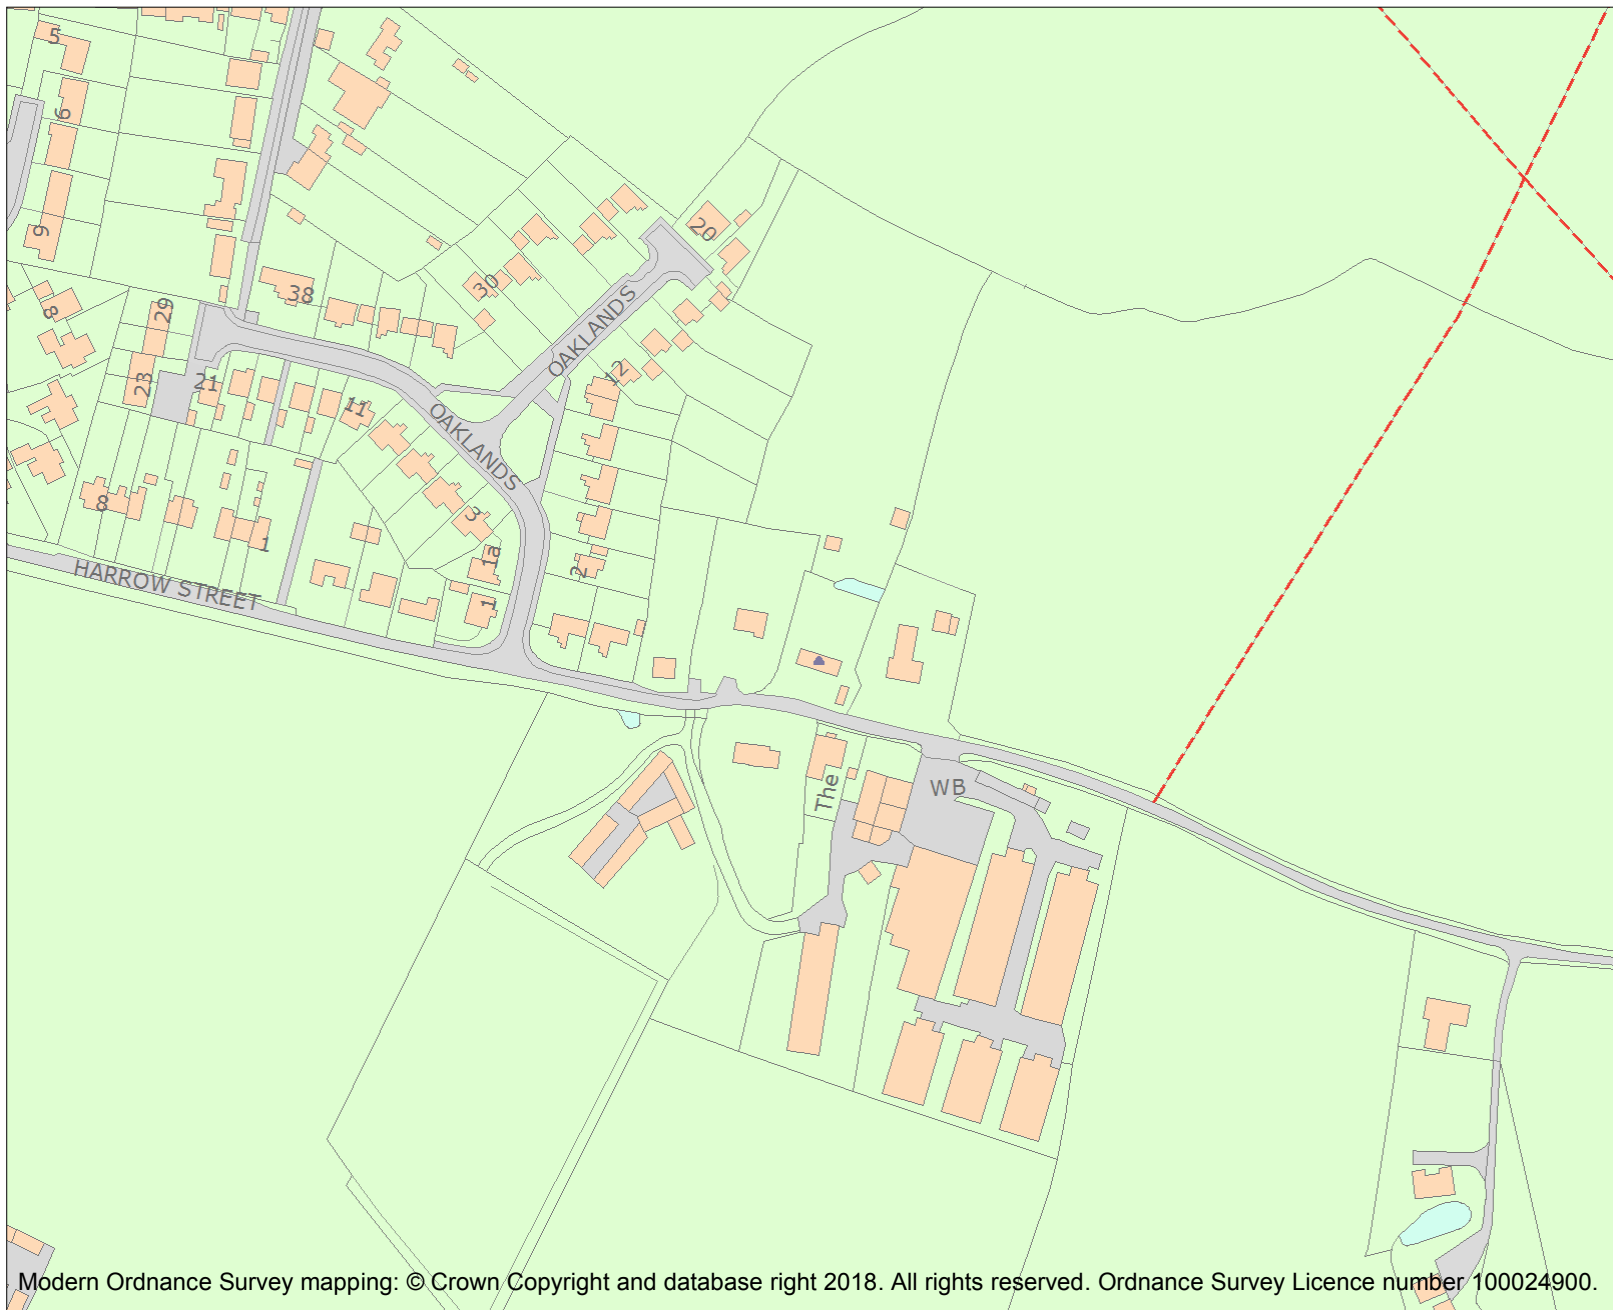 5
6
9
8
29
38
23
21
30
20
OAKLANDS
12
11
OAKLANDS
8
3
1
1a
2
1
HARROW STREET
The
WB
Modern Ordnance Survey mapping: © Crown Copyright and database right 2018. All rights reserved. Ordnance Survey Licence number 100024900.